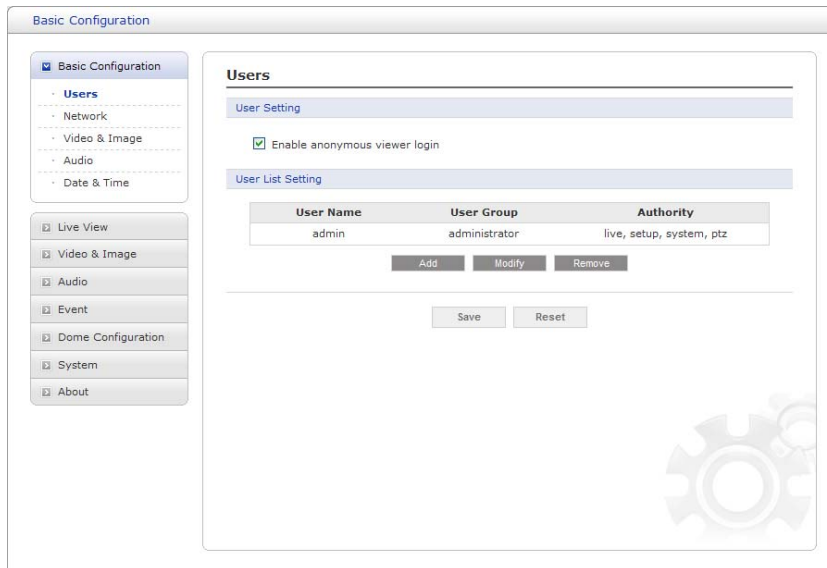 Basic Configuration
Basic Configuration
Users
Network
Video & Image
Audio
Date & Time
Live View
Video & Image
Audio
Event
Dome Configuration
System
About
Users
User Setting
Enable anonymous viewer login
User List Setting
User Name User Group Authority
admin administrator live, setup, system, ptz
Add Modify Remove
Save Reset